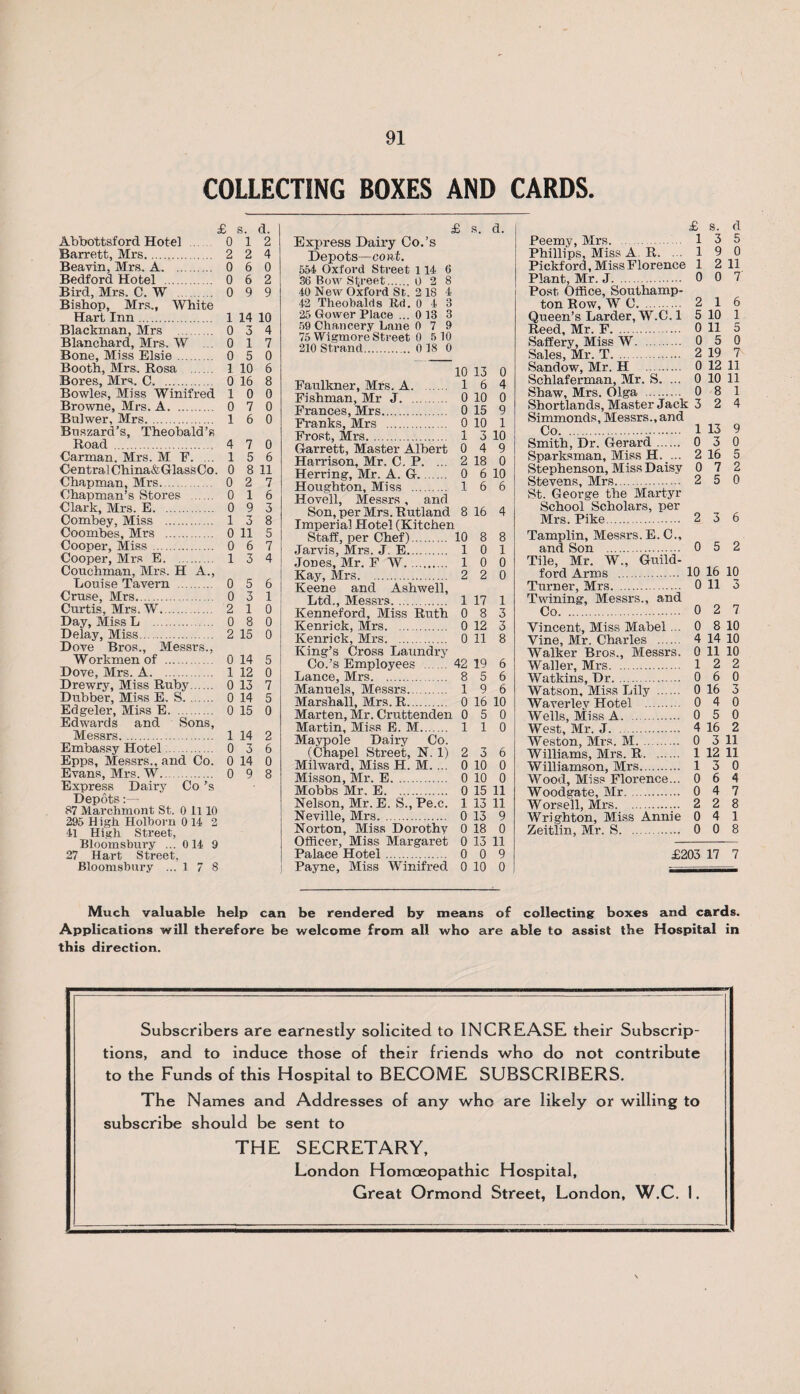 91
COLLECTING BOXES AND CARDS.
£ s. d.
Abbottsford Hotel ...... 0 1 2
Barrett, Mrs. ............ 2 2 4
Beavin, Mrs. A. .......... 0 6 0
Bedford Hotel ............ 0 6 2
Bird, Mrs. C. W ......... 0 9 9
Bishop, Mrs., White
Hart Inn .................. 1 14 10
Blackman, Mrs ......... 0 3 4
Blanchard, Mrs. W ... 0 1 7
Bone, Miss Elsie ......... 0 5 0
Booth, Mrs. Rosa ...... 1 10 6
Bores, Mrs. C. ............ 0 16 8
Bowles, Miss Winifred 1 0 0
Browne, Mrs. A. ......... 0 7 0
Bulwer, Mrs. ............... 1 6 0
Buszard's, Theobald's
Road ..................... 4 7 0
Carman, Mrs. M F. ... 1 5 6
Central China & Glass Co. 0 8 11
Chapman, Mrs. ............ 0 2 7
Chapman's Stores ...... 0 1 6
Clark, Mrs. E. ............ 0 9 3
Combey, Miss ............ 1 3 8
Coombes, Mrs ............ 0 11 5
Cooper, Miss ............... 0 6 7
Cooper, Mrs E. ......... 1 3 4
Couchman, Mrs. H A.,
Louise Tavern ......... 0 5 6
Cruse, Mrs. ............... 0 3 1
Curtis, Mrs. W. ............ 2 1 0
Day, Miss L ............... 0 8 0
Delay, Miss ................. 2 15 0
Dove Bros., Messrs.,
Workmen of ............ 0 14 5
Dove, Mrs. A. ............ 1 12 0
Drewry, Miss Ruby ...... 0 13 7
Dubber, Miss E. S. ...... 0 14 5
Edgeler, Miss E. ......... 0 15 0
Edwards and Sons,
Messrs. ..................... 1 14 2
Embassy Hotel ............ 0 3 6
Epps, Messrs., and Co. 0 14 0
Evans, Mrs. W. ............ 0 9 8
Express Dairy Co 's
Depôts:—
87 Marchmont St. 0 11 10
295 High Holborn 0 14 2
41 High Street,
Bloomsbury ... 0 14 9
27 Hart Street,
Bloomsbury ... 1 7 8
£ s. d.
Express Dairy Co.'s
Depots—cont.
554 Oxford Street 1 14 6
36 Bow Street ...... 0 2 8
40 New Oxford St. 2 18 4
42 Theobalds Rd. 0 4 3
25 Gower Place ... 0 13 3
59 Chancery Lane 0 7 9
75 Wigmore Street 0 5 10
210 Strand ............ 0 18 0
10 13 0
Faulkner, Mrs. A. ...... 1 6 4
Fishman, Mr J. ......... 0 10 0
Frances, Mrs. ............ 0 15 9
Franks, Mrs ............... 0 10 1
Frost, Mrs. .................. 1 3 10
Garrett, Master Albert 0 4 9
Harrison, Mr. C. P. ... 2 18 0
Herring, Mr. A. G. ...... 0 6 10
Houghton, Miss ......... 1 6 6
Hovell, Messrs, and
Son, per Mrs. Rutland 8 16 4
Imperial Hotel (Kitchen
Staff, per Chef) ......... 10 8 8
Jarvis, Mrs. J. E. ......... 1 0 1
Jones, Mr. F W. ......... 1 0 0
Kay, Mrs. .................. 2 2 0
Keene and Ashwell,
Ltd., Messrs. ............ 1 17 1
Kenneford, Miss Ruth 0 8 3
Kenrick, Mrs. ............ 0 12 3
Kenrick, Mrs. ............ 0 11 8
King's Cross Laundry
Co.'s Employees ...... 42 19 6
Lance, Mrs. ............... 8 5 6
Manuels, Messrs. ......... 1 9 6
Marshall, Mrs. R. ......... 0 16 10
Marten, Mr. Cruttenden 0 5 0
Martin, Miss E. M. ...... 1 1 0
Maypole Dairy Co.
(Chapel Street, N. 1) 2 3 6
Milward, Miss H. M. ... 0 10 0
Misson, Mr. E. ............ 0 10 0
Mobbs Mr. E. ............ 0 15 11
Nelson, Mr. E. S., Pe.c. 1 13 11
Neville, Mrs. ............... 0 13 9
Norton, Miss Dorothy 0 18 0
Officer, Miss Margaret 0 13 11
Palace Hotel ............... 0 0 9
Payne, Miss Winifred 0 10 0
£ s. d
Peemy, Mrs. ............... 1 3 5
Phillips, Miss A. R. ... 1 9 0
Pickford, Miss Florence 1 2 11
Plant, Mr. J. ............... 0 0 7
Post Office, Southamp-
ton Row, W C. ......... 2 1 6
Queen's Larder, W.C. 1 5 10 1
Reed, Mr. F. ............... 0 11 5
Saffery, Miss W. ......... 0 5 0
Sales, Mr. T. ............... 2 19 7
Sandow, Mr. H ......... 0 12 11
Schlaferman, Mr. S. ... 0 10 11
Shaw, Mrs. Olga ......... 0 8 1
Shortlands, Master Jack 3 2 4
Simmonds, Messrs., and
Co. ........................ 1 13 9
Smith, Dr. Gerard ...... 0 3 0
Sparksman, Miss H. ... 2 16 5
Stephenson, Miss Daisy 0 7 2
Stevens, Mrs. ............... 2 5 0
St. George the Martyr
School Scholars, per
Mrs. Pike .................. 2 3 6
Tamplin, Messrs. E. C.,
and Son .................. 0 5 2
Tile, Mr. W., Guild-
ford Arms ............... 10 16 10
Turner, Mrs. ............... 0 11 3
Twining, Messrs., and
Co. ........................ 0 2 7
Vincent, Miss Mabel ... 0 8 10
Vine, Mr. Charles ...... 4 14 10
Walker Bros., Messrs. 0 11 10
Waller, Mrs. ............... 1 2 2
Watkins, Dr. ............... 0 6 0
Watson, Miss Lily ...... 0 16 3
Waverley Hotel ......... 0 4 0
Wells, Miss A. ............ 0 5 0
West, Mr. J. ............... 4 16 2
Weston, Mrs. M. ......... 0 3 11
Williams, Mrs. R. ...... 1 12 11
Williamson, Mrs. ......... 1 3 0
Wood, Miss Florence ... 0 6 4
Woodgate, Mr. ............ 0 4 7
Worsell, Mrs. ............ 2 2 8
Wrighton, Miss Annie 0 4 1
Zeitlin, Mr. S. ............ 0 0 8
£203 17 7
Much valuable help can be rendered by means of collecting boxes and cards.
Applications will therefore be welcome from all who are able to assist the Hospital in
this direction.
Subscribers are earnestly solicited to INCREASE their Subscrip-
tions, and to induce those of their friends who do not contribute
to the Funds of this Hospital to BECOME SUBSCRIBERS.
The Names and Addresses of any who are likely or willing to
subscribe should be sent to
THE SECRETARY,
London Homœopathic Hospital,
Great Ormond Street, London, W.C. 1.